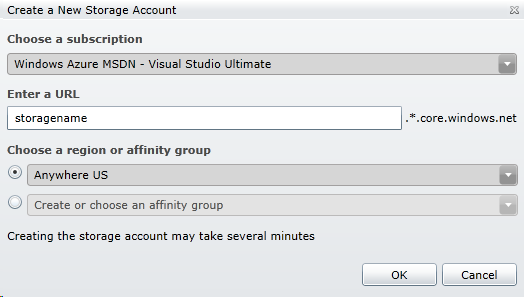 Create a New Storage Account
Choose a subscription
Windows Azure MSDN - Visual Studio Ultimate
Enter a URL
storagename .*.core.windows.net
Choose a region or affinity group
Anywhere US
Create or choose an affinity group
Creating the storage account may take several minutes
OK Cancel